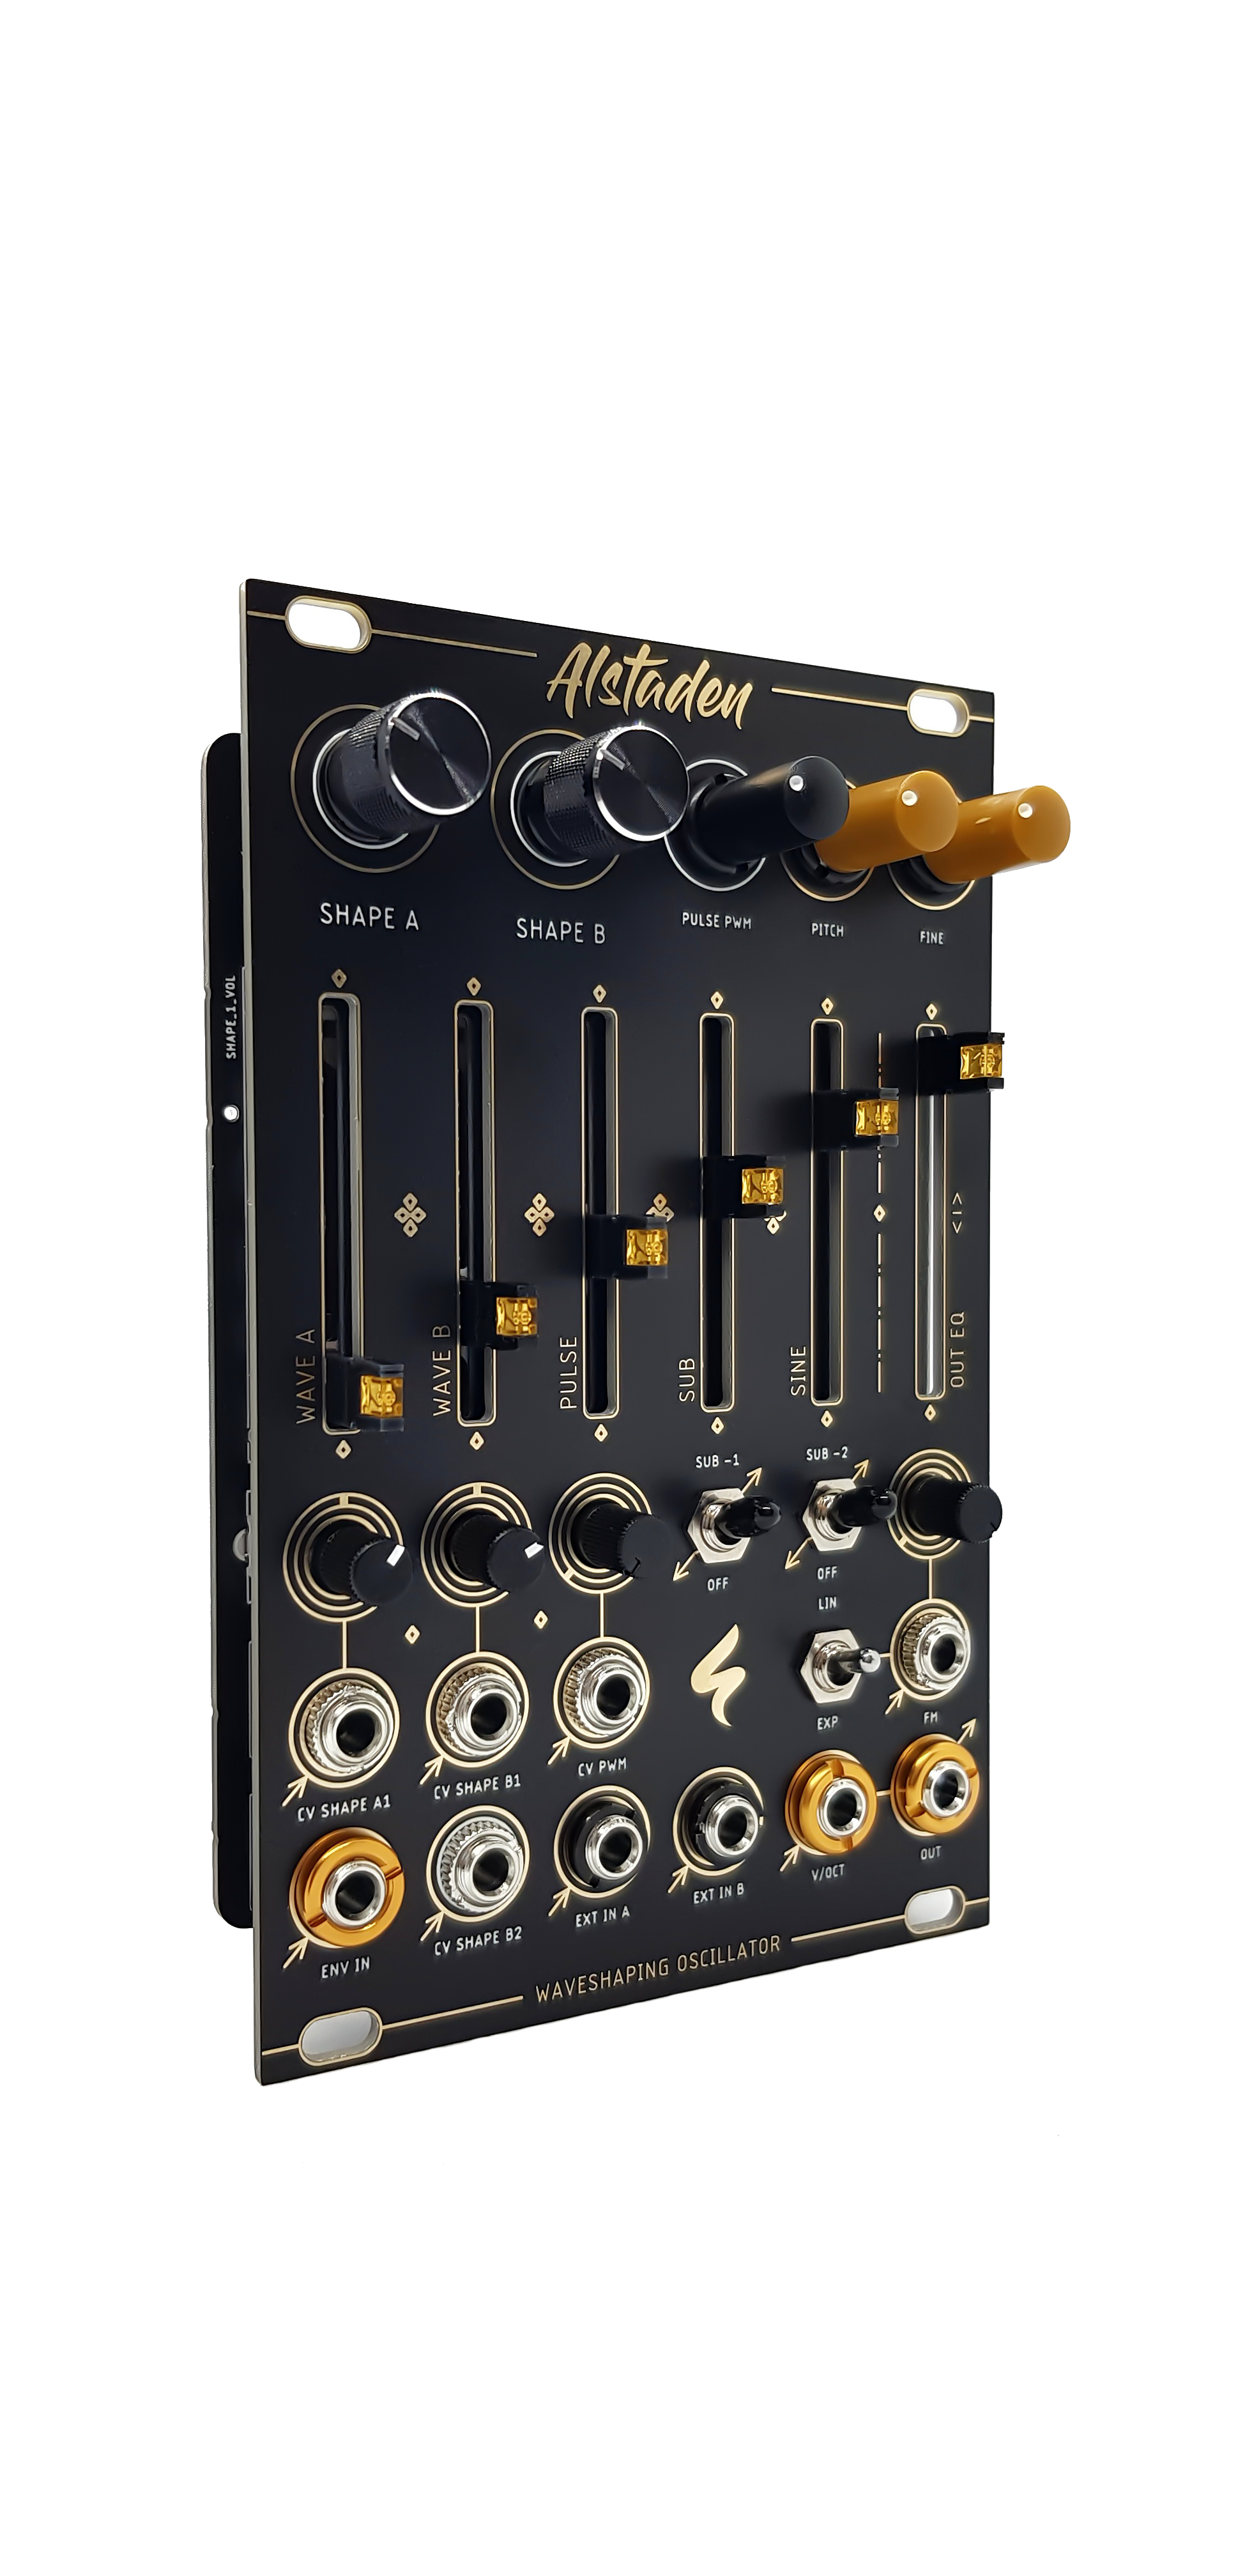 Alstaden
SHAPE A
SHAPE B
PULSE PWM
PITCH
FINE
SHAPE_1_VOL
WAVE A
WAVE B
PULSE
SUB
SINE
OUT EQ
<I>
SUB -1
SUB -2
OFF
OFF
LIN
EXP
FM
CV SHAPE A1
CV SHAPE B1
CV PWM
ENV IN
CV SHAPE B2
EXT IN A
EXT IN B
V/OCT
OUT
WAVESHAPING OSCILLATOR